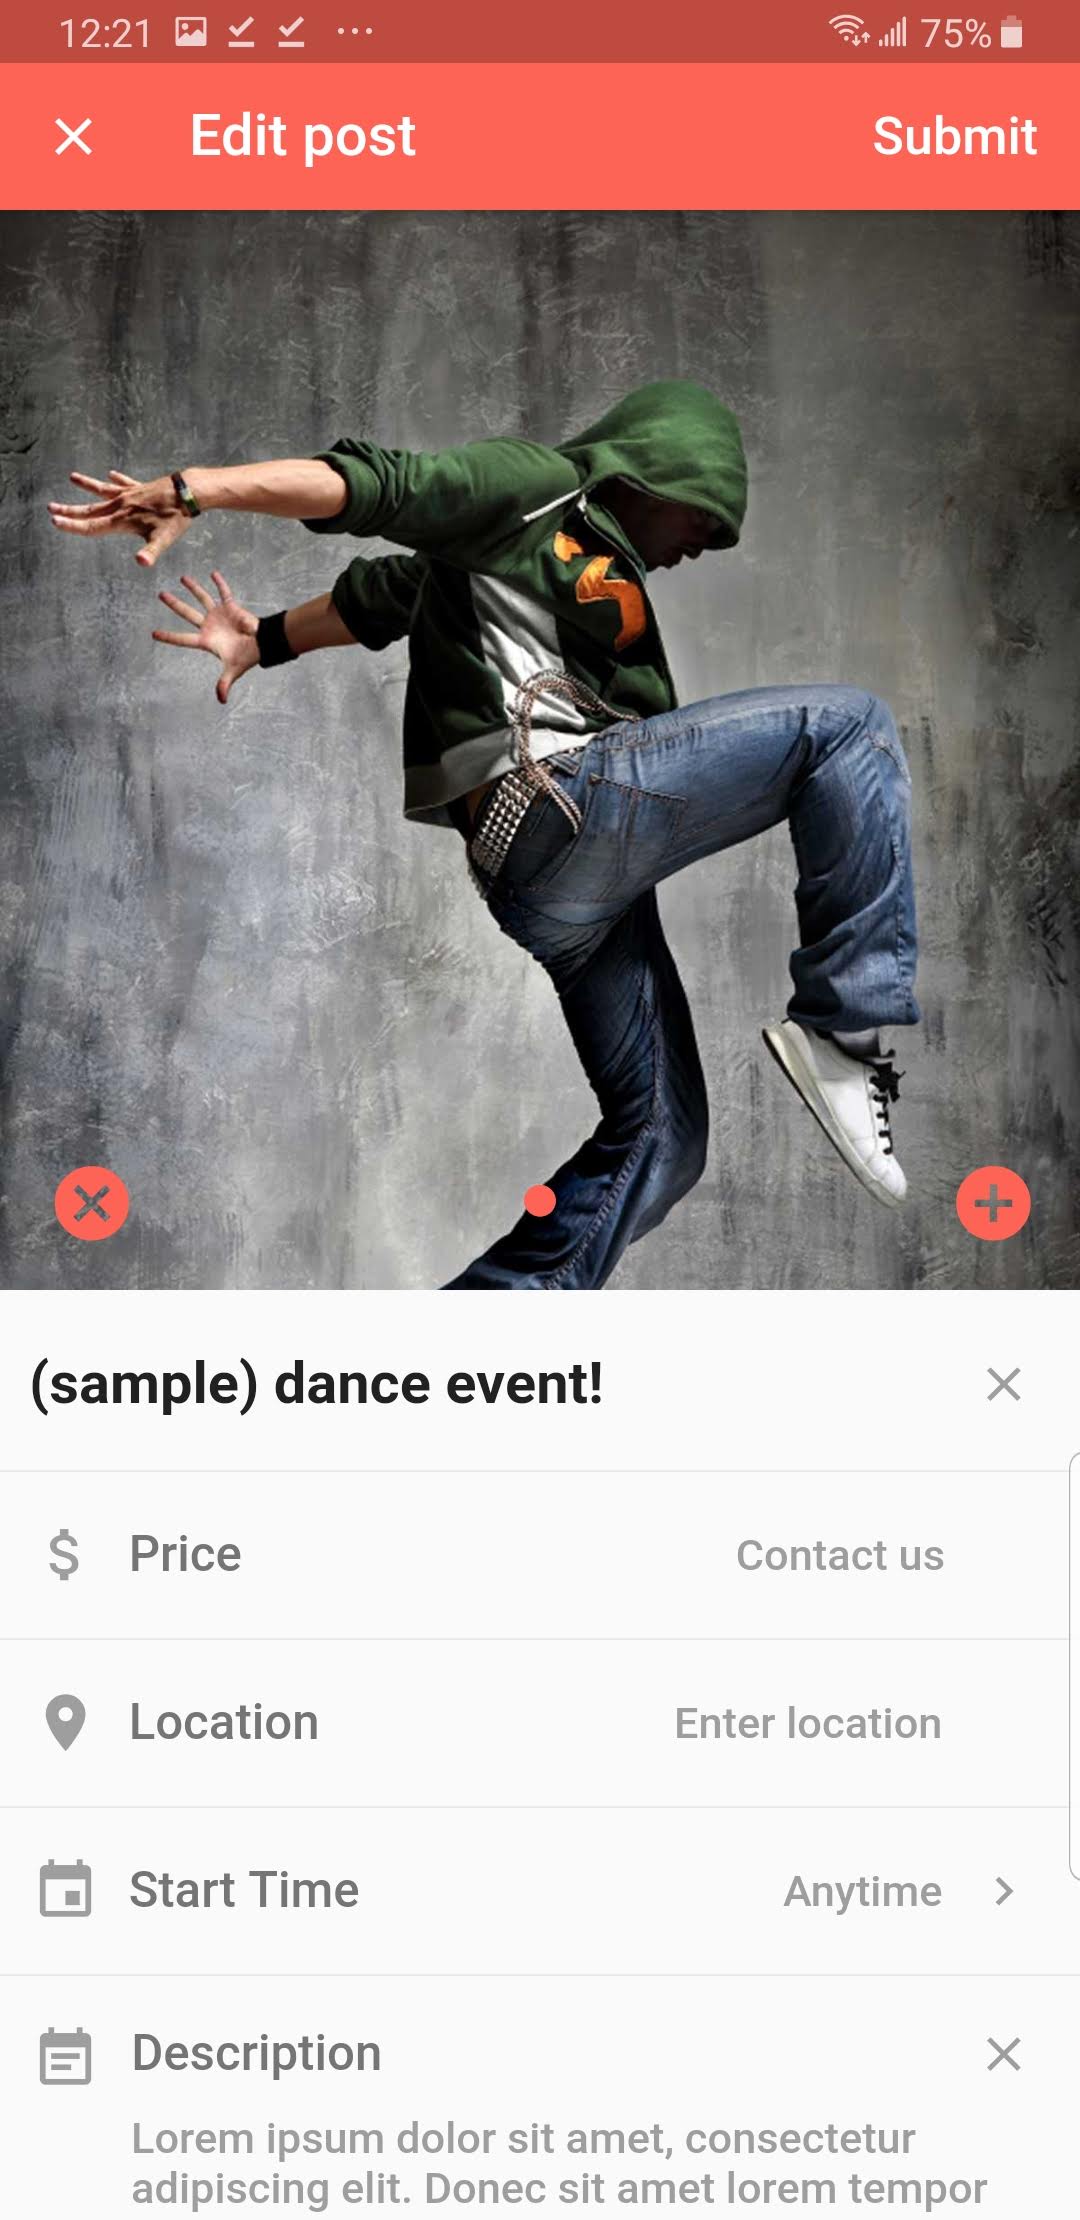 12:21 75%
Edit post Submit
(sample) dance event!
$ Price Contact us
Location Enter location
Start Time Anytime
Description
Lorem ipsum dolor sit amet, consectetur
adipiscing elit. Donec sit amet lorem tempor